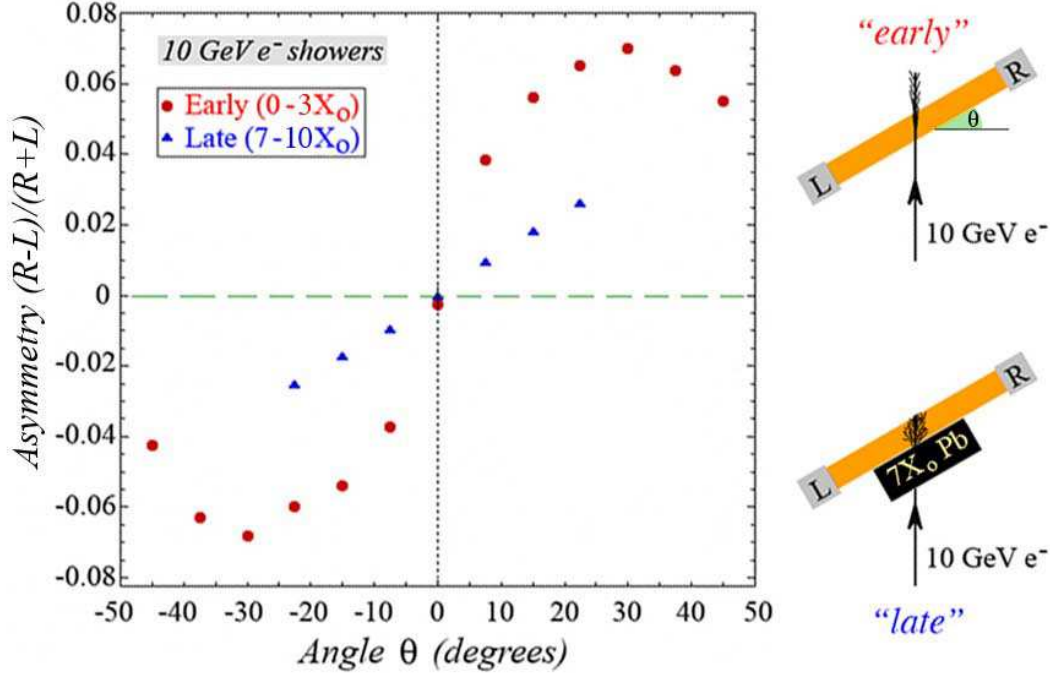 Asymmetry (R-L)/(R+L)
0.08
0.06
0.04
0.02
0
-0.02
-0.04
-0.06
-0.08
10 GeV e⁻ showers
Early (0-3X₀)
Late (7-10X₀)
-50 -40 -30 -20 -10 0 10 20 30 40 50
Angle θ (degrees)
“early”
R
θ
L
10 GeV e⁻
R
7X₀ Pb
L
10 GeV e⁻
“late”